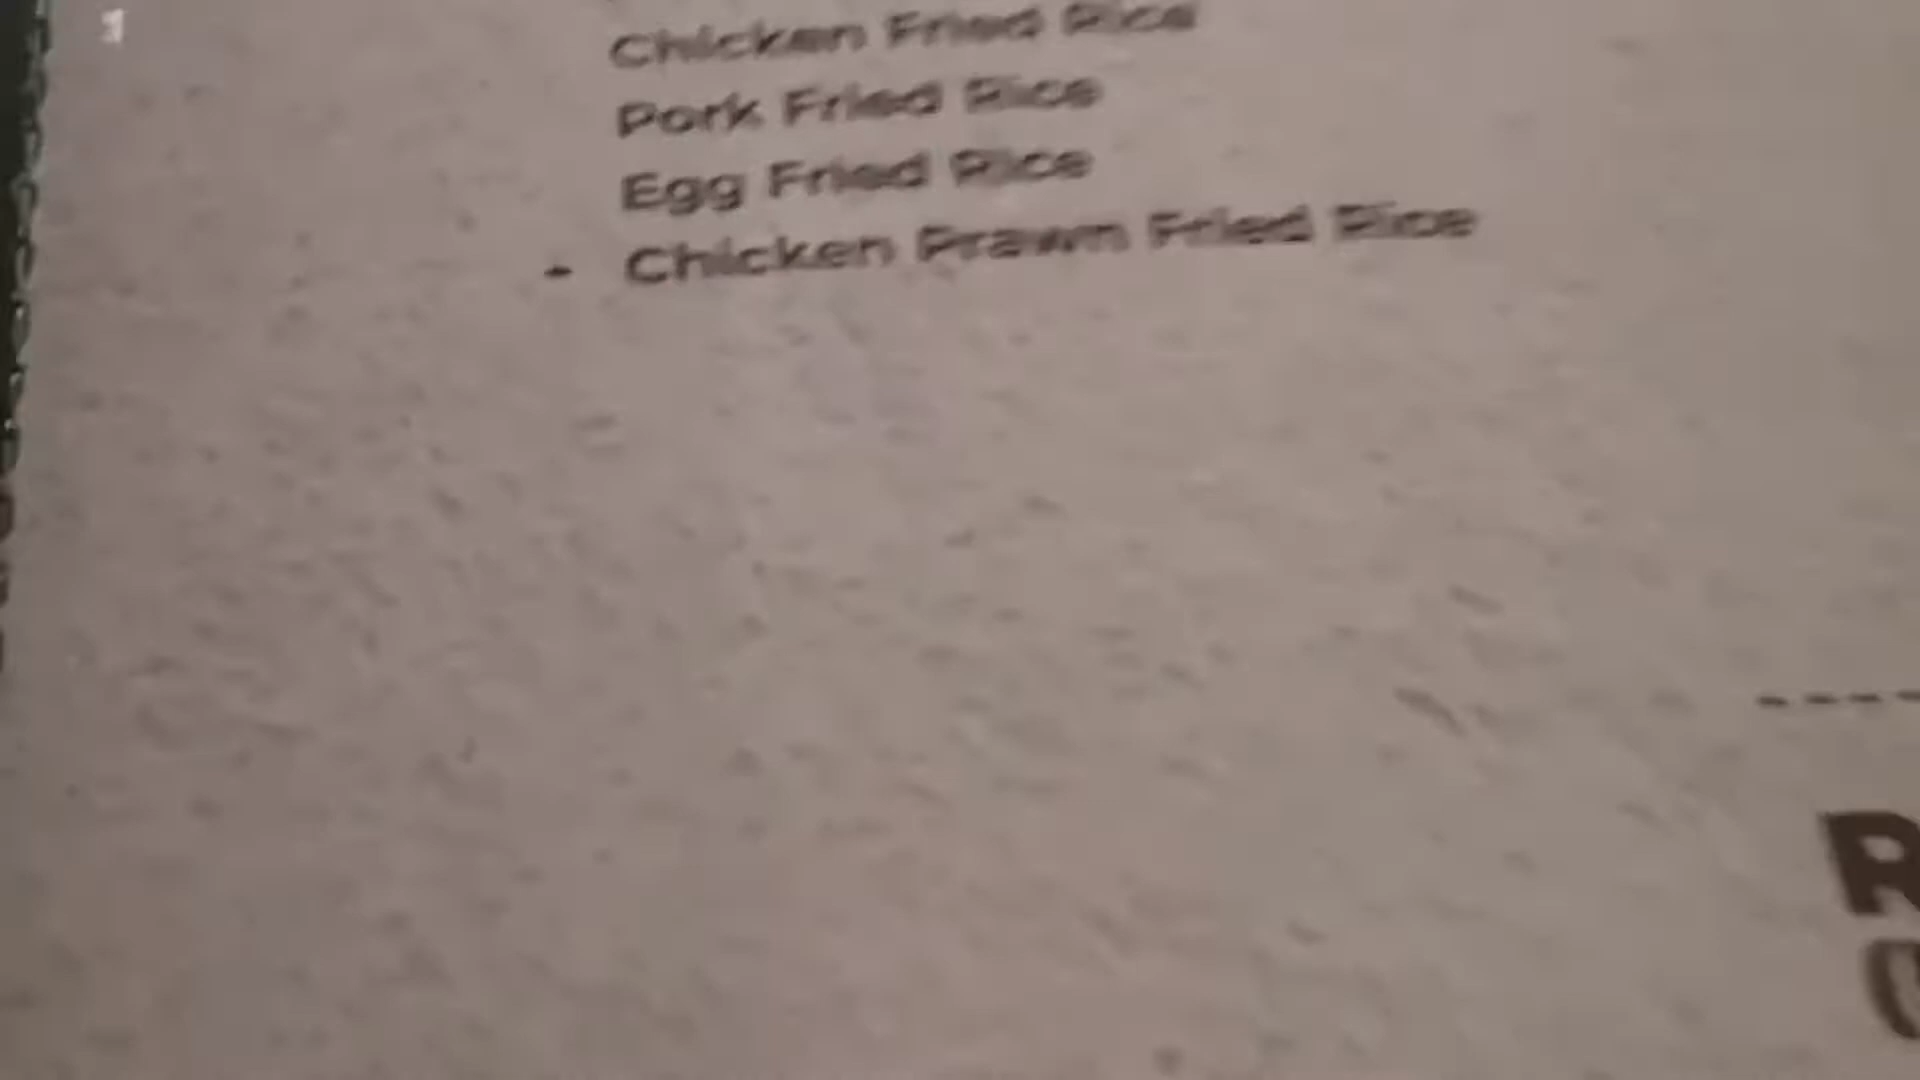 Chicken Fried Rice
Pork Fried Rice
Egg Fried Rice
- Chicken Prawn Fried Rice
----
R
(